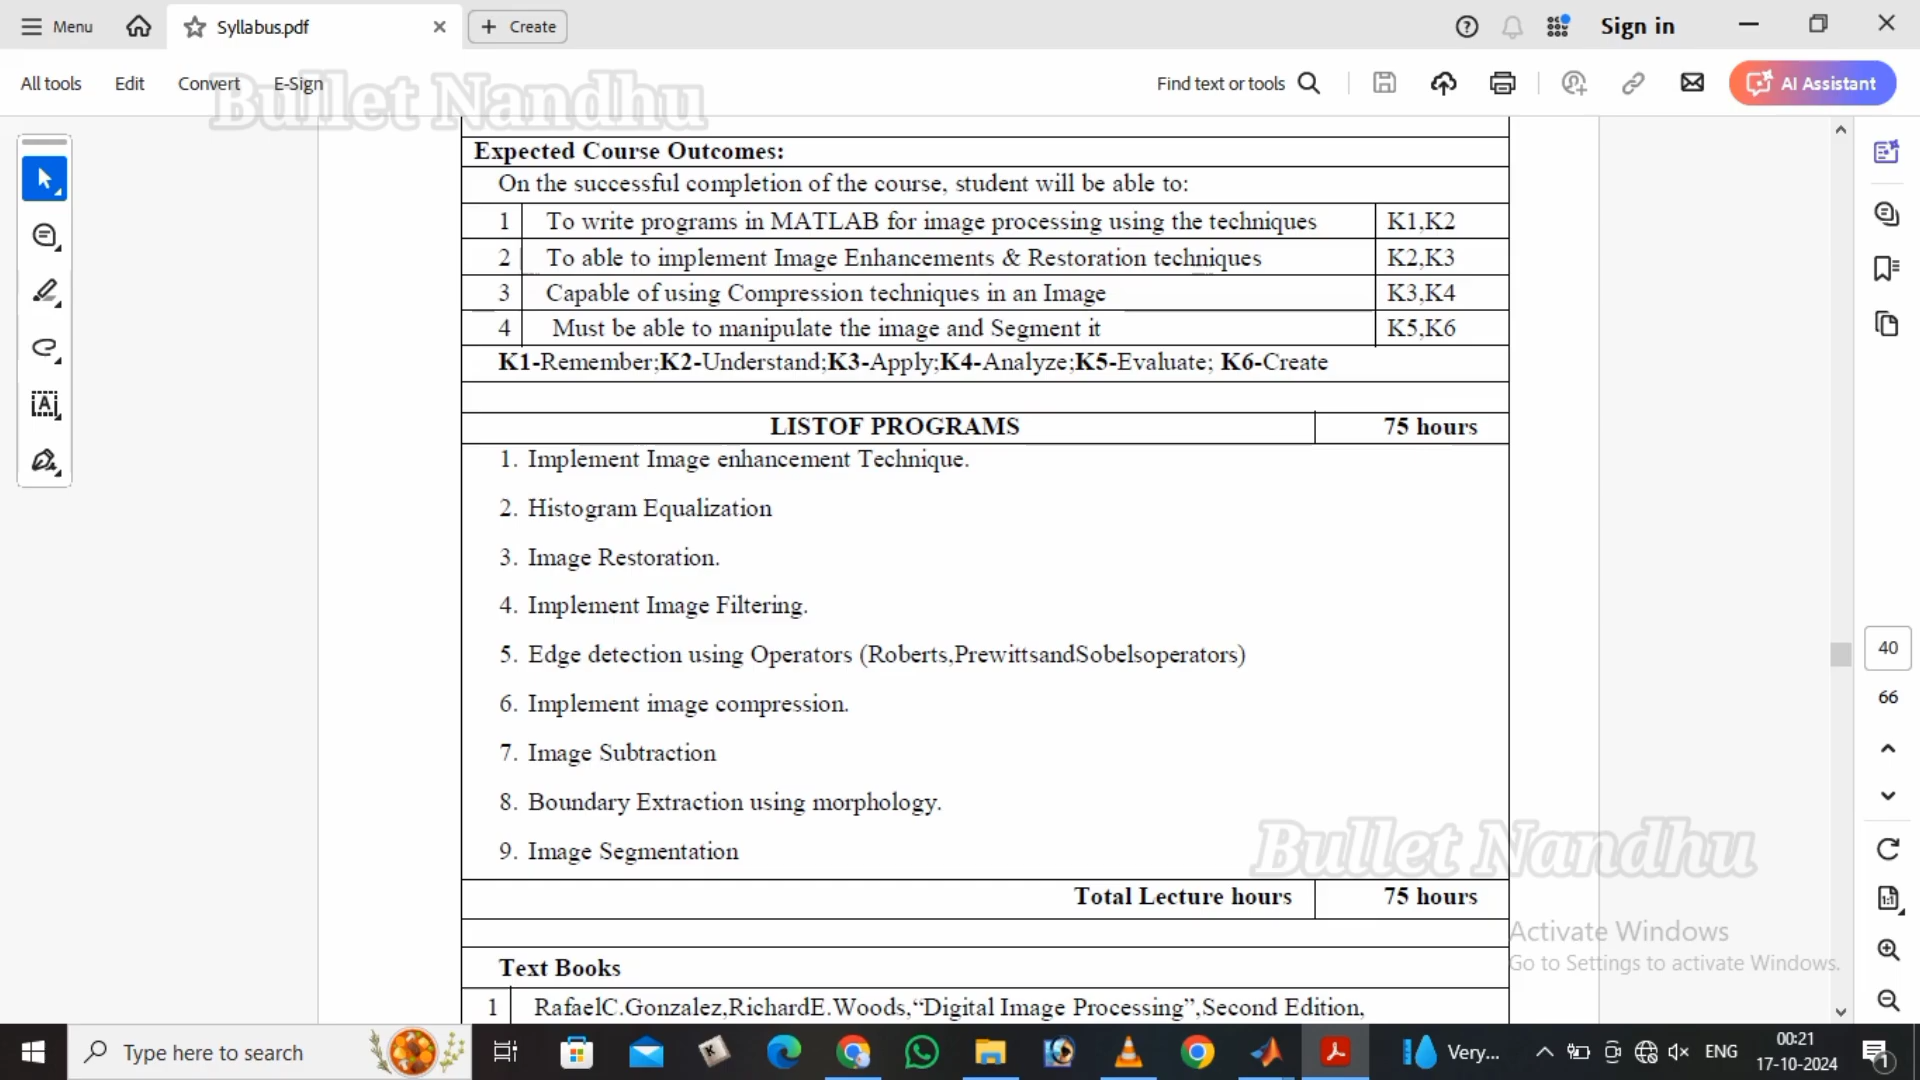 Menu
Syllabus.pdf
Create
Sign in
All tools
Edit
Convert
E-Sign
Find text or tools
AI Assistant
Bullet Nandhu
Expected Course Outcomes:
On the successful completion of the course, student will be able to:
1 To write programs in MATLAB for image processing using the techniques K1,K2
2 To able to implement Image Enhancements & Restoration techniques K2,K3
3 Capable of using Compression techniques in an Image K3,K4
4 Must be able to manipulate the image and Segment it K5,K6
K1-Remember;K2-Understand;K3-Apply;K4-Analyze;K5-Evaluate; K6-Create
LISTOF PROGRAMS 75 hours
1. Implement Image enhancement Technique.
2. Histogram Equalization
3. Image Restoration.
4. Implement Image Filtering.
5. Edge detection using Operators (Roberts,PrewittsandSobelsoperators)
6. Implement image compression.
7. Image Subtraction
8. Boundary Extraction using morphology.
9. Image Segmentation
Total Lecture hours 75 hours
Text Books
1 RafaelC.Gonzalez,RichardE.Woods,“Digital Image Processing”,Second Edition,
40
66
Bullet Nandhu
Activate Windows
Go to Settings to activate Windows.
Type here to search
Very...
ENG
00:21
17-10-2024
1